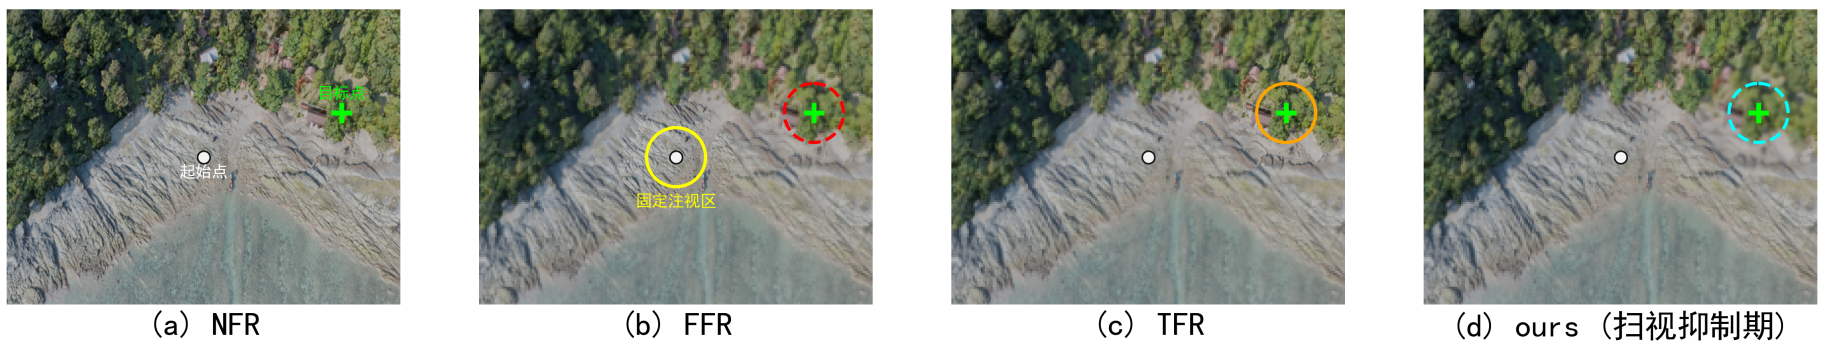 目标点
起始点
固定注视区
(a) NFR
(b) FFR
(c) TFR
(d) ours (扫视抑制期)